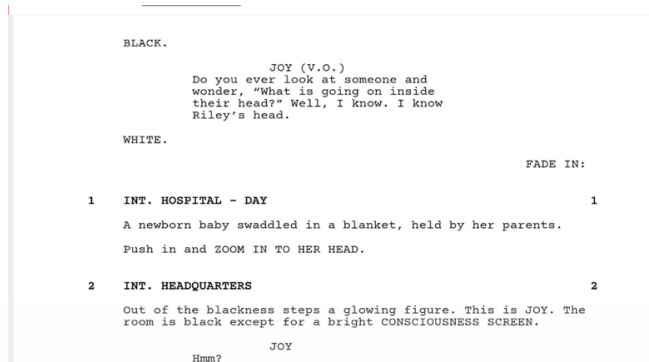 BLACK.
JOY (V.O.)
Do you ever look at someone and
wonder, “What is going on inside
their head?” Well, I know. I know
Riley’s head.
WHITE.
FADE IN:
1 INT. HOSPITAL – DAY 1
A newborn baby swaddled in a blanket, held by her parents.
Push in and ZOOM IN TO HER HEAD.
2 INT. HEADQUARTERS 2
Out of the blackness steps a glowing figure. This is JOY. The
room is black except for a bright CONSCIOUSNESS SCREEN.
JOY
Hmm?